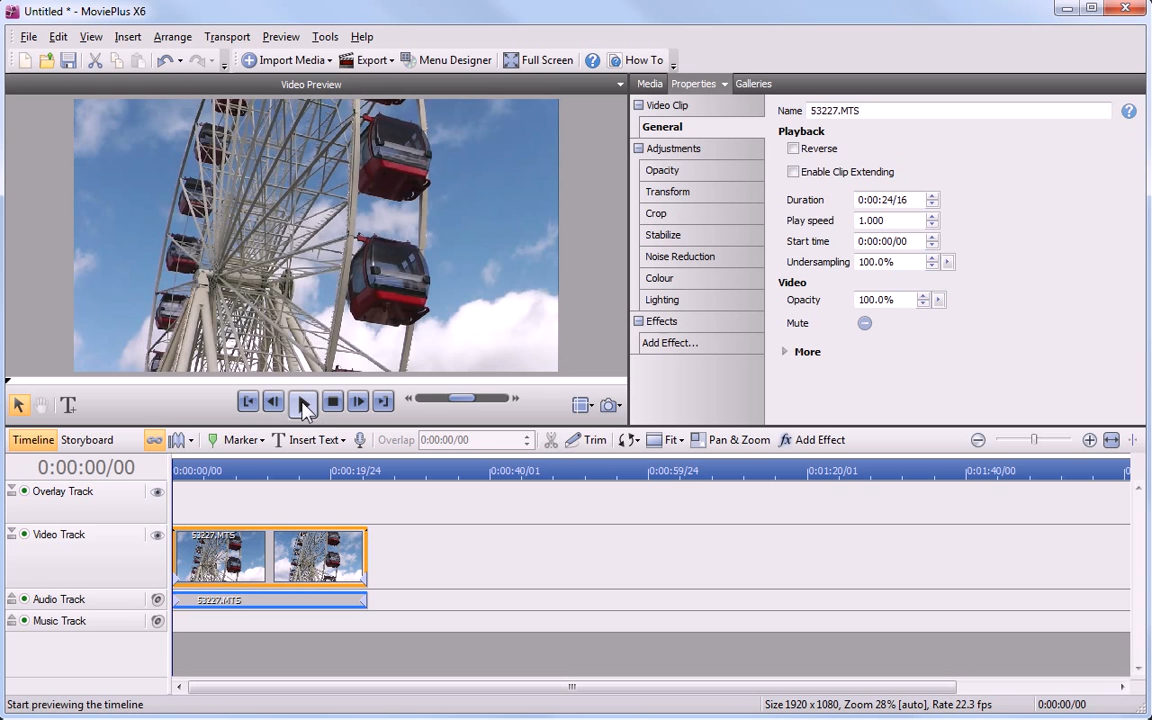 Untitled * - MoviePlus X6
File Edit View Insert Arrange Transport Preview Tools Help
Import Media Export Menu Designer Full Screen ? How To
Video Preview
Media Properties Galleries
Video Clip
General
Adjustments
Opacity
Transform
Crop
Stabilize
Noise Reduction
Colour
Lighting
Effects
Add Effect...
Name 53227.MTS
Playback
Reverse
Enable Clip Extending
Duration 0:00:24/16
Play speed 1.000
Start time 0:00:00/00
Undersampling 100.0%
Video
Opacity 100.0%
Mute
More
Timeline Storyboard Marker Insert Text Overlap 0:00:00/00 Trim Fit Pan & Zoom fx Add Effect
0:00:00/00 0:00:00/00 0:00:19/24 0:00:40/01 0:00:59/24 0:01:20/01 0:01:40/00
Overlay Track
Video Track 53227.MTS
Audio Track 53227.MTS
Music Track
Start previewing the timeline Size 1920 x 1080, Zoom 28% [auto], Rate 22.3 fps 0:00:00/00